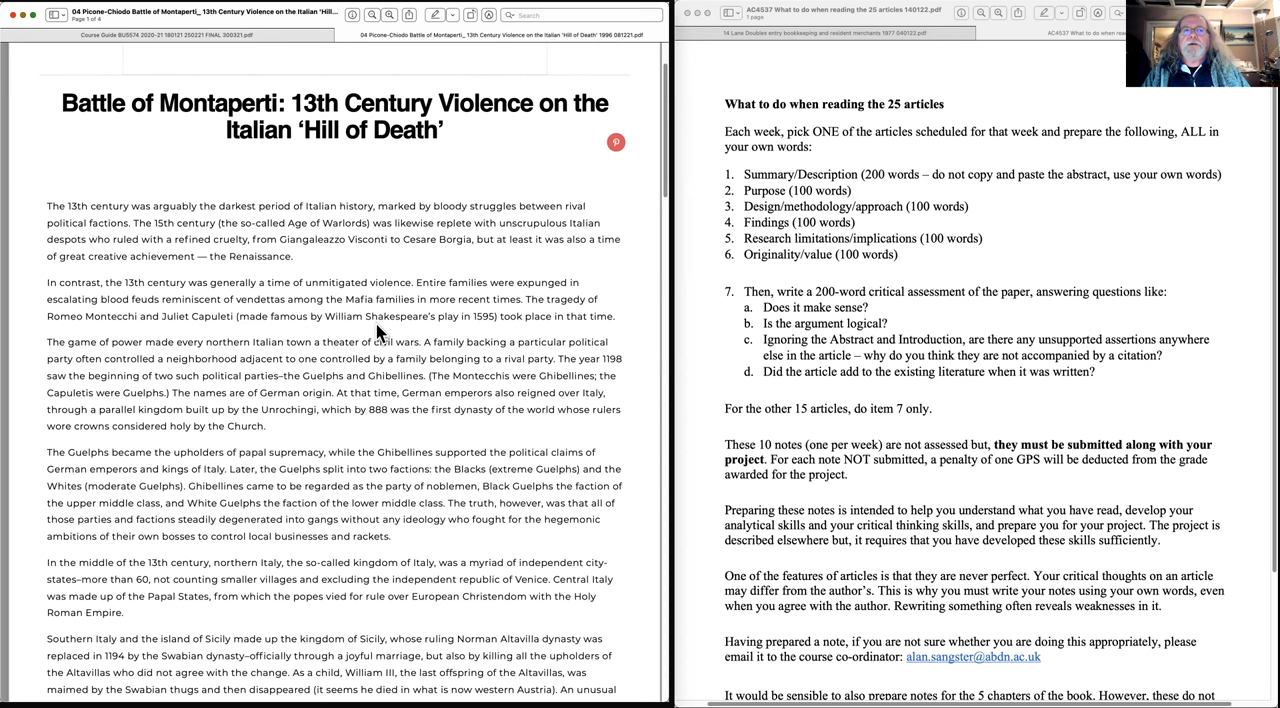 04 Picone-Chiodo Battle of Montaperti_ 13th Century Violence on the Italian 'Hill...
Page 1 of 4
Search
Course Guide BUS574 2020-21 180121 250221 FINAL 300321.pdf
04 Picone-Chiodo Battle of Montaperti_ 13th Century Violence on the Italian 'Hill of Death' 1996 081221.pdf
Battle of Montaperti: 13th Century Violence on the
Italian ‘Hill of Death’
The 13th century was arguably the darkest period of Italian history, marked by bloody struggles between rival
political factions. The 15th century (the so-called Age of Warlords) was likewise replete with unscrupulous Italian
despots who ruled with a refined cruelty, from Giangaleazzo Visconti to Cesare Borgia, but at least it was also a time
of great creative achievement — the Renaissance.
In contrast, the 13th century was generally a time of unmitigated violence. Entire families were expunged in
escalating blood feuds reminiscent of vendettas among the Mafia families in more recent times. The tragedy of
Romeo Montecchi and Juliet Capuleti (made famous by William Shakespeare’s play in 1595) took place in that time.
The game of power made every northern Italian town a theater of civil wars. A family backing a particular political
party often controlled a neighborhood adjacent to one controlled by a family belonging to a rival party. The year 1198
saw the beginning of two such political parties–the Guelphs and Ghibellines. (The Montecchis were Ghibellines; the
Capuletis were Guelphs.) The names are of German origin. At that time, German emperors also reigned over Italy,
through a parallel kingdom built up by the Unrochingi, which by 888 was the first dynasty of the world whose rulers
wore crowns considered holy by the Church.
The Guelphs became the upholders of papal supremacy, while the Ghibellines supported the political claims of
German emperors and kings of Italy. Later, the Guelphs split into two factions: the Blacks (extreme Guelphs) and the
Whites (moderate Guelphs). Ghibellines came to be regarded as the party of noblemen, Black Guelphs the faction of
the upper middle class, and White Guelphs the faction of the lower middle class. The truth, however, was that all of
those parties and factions steadily degenerated into gangs without any ideology who fought for the hegemonic
ambitions of their own bosses to control local businesses and rackets.
In the middle of the 13th century, northern Italy, the so-called kingdom of Italy, was a myriad of independent city-
states–more than 60, not counting smaller villages and excluding the independent republic of Venice. Central Italy
was made up of the Papal States, from which the popes vied for rule over European Christendom with the Holy
Roman Empire.
Southern Italy and the island of Sicily made up the kingdom of Sicily, whose ruling Norman Altavilla dynasty was
replaced in 1194 by the Swabian dynasty–officially through a joyful marriage, but also by killing all the upholders of
the Altavillas who did not agree with the change. As a child, William III, the last offspring of the Altavillas, was
maimed by the Swabian thugs and then disappeared (it seems he died in what is now western Austria). An unusual
AC4537 What to do when reading the 25 articles 140122.pdf
1 page
14 Lane Doubles entry bookkeeping and resident merchants 1977 040122.pdf
AC4537 What to do when rea
What to do when reading the 25 articles
Each week, pick ONE of the articles scheduled for that week and prepare the following, ALL in
your own words:
1. Summary/Description (200 words – do not copy and paste the abstract, use your own words)
2. Purpose (100 words)
3. Design/methodology/approach (100 words)
4. Findings (100 words)
5. Research limitations/implications (100 words)
6. Originality/value (100 words)
7. Then, write a 200-word critical assessment of the paper, answering questions like:
a. Does it make sense?
b. Is the argument logical?
c. Ignoring the Abstract and Introduction, are there any unsupported assertions anywhere
else in the article – why do you think they are not accompanied by a citation?
d. Did the article add to the existing literature when it was written?
For the other 15 articles, do item 7 only.
These 10 notes (one per week) are not assessed but, they must be submitted along with your
project. For each note NOT submitted, a penalty of one GPS will be deducted from the grade
awarded for the project.
Preparing these notes is intended to help you understand what you have read, develop your
analytical skills and your critical thinking skills, and prepare you for your project. The project is
described elsewhere but, it requires that you have developed these skills sufficiently.
One of the features of articles is that they are never perfect. Your critical thoughts on an article
may differ from the author’s. This is why you must write your notes using your own words, even
when you agree with the author. Rewriting something often reveals weaknesses in it.
Having prepared a note, if you are not sure whether you are doing this appropriately, please
email it to the course co-ordinator: alan.sangster@abdn.ac.uk
It would be sensible to also prepare notes for the 5 chapters of the book. However, these do not